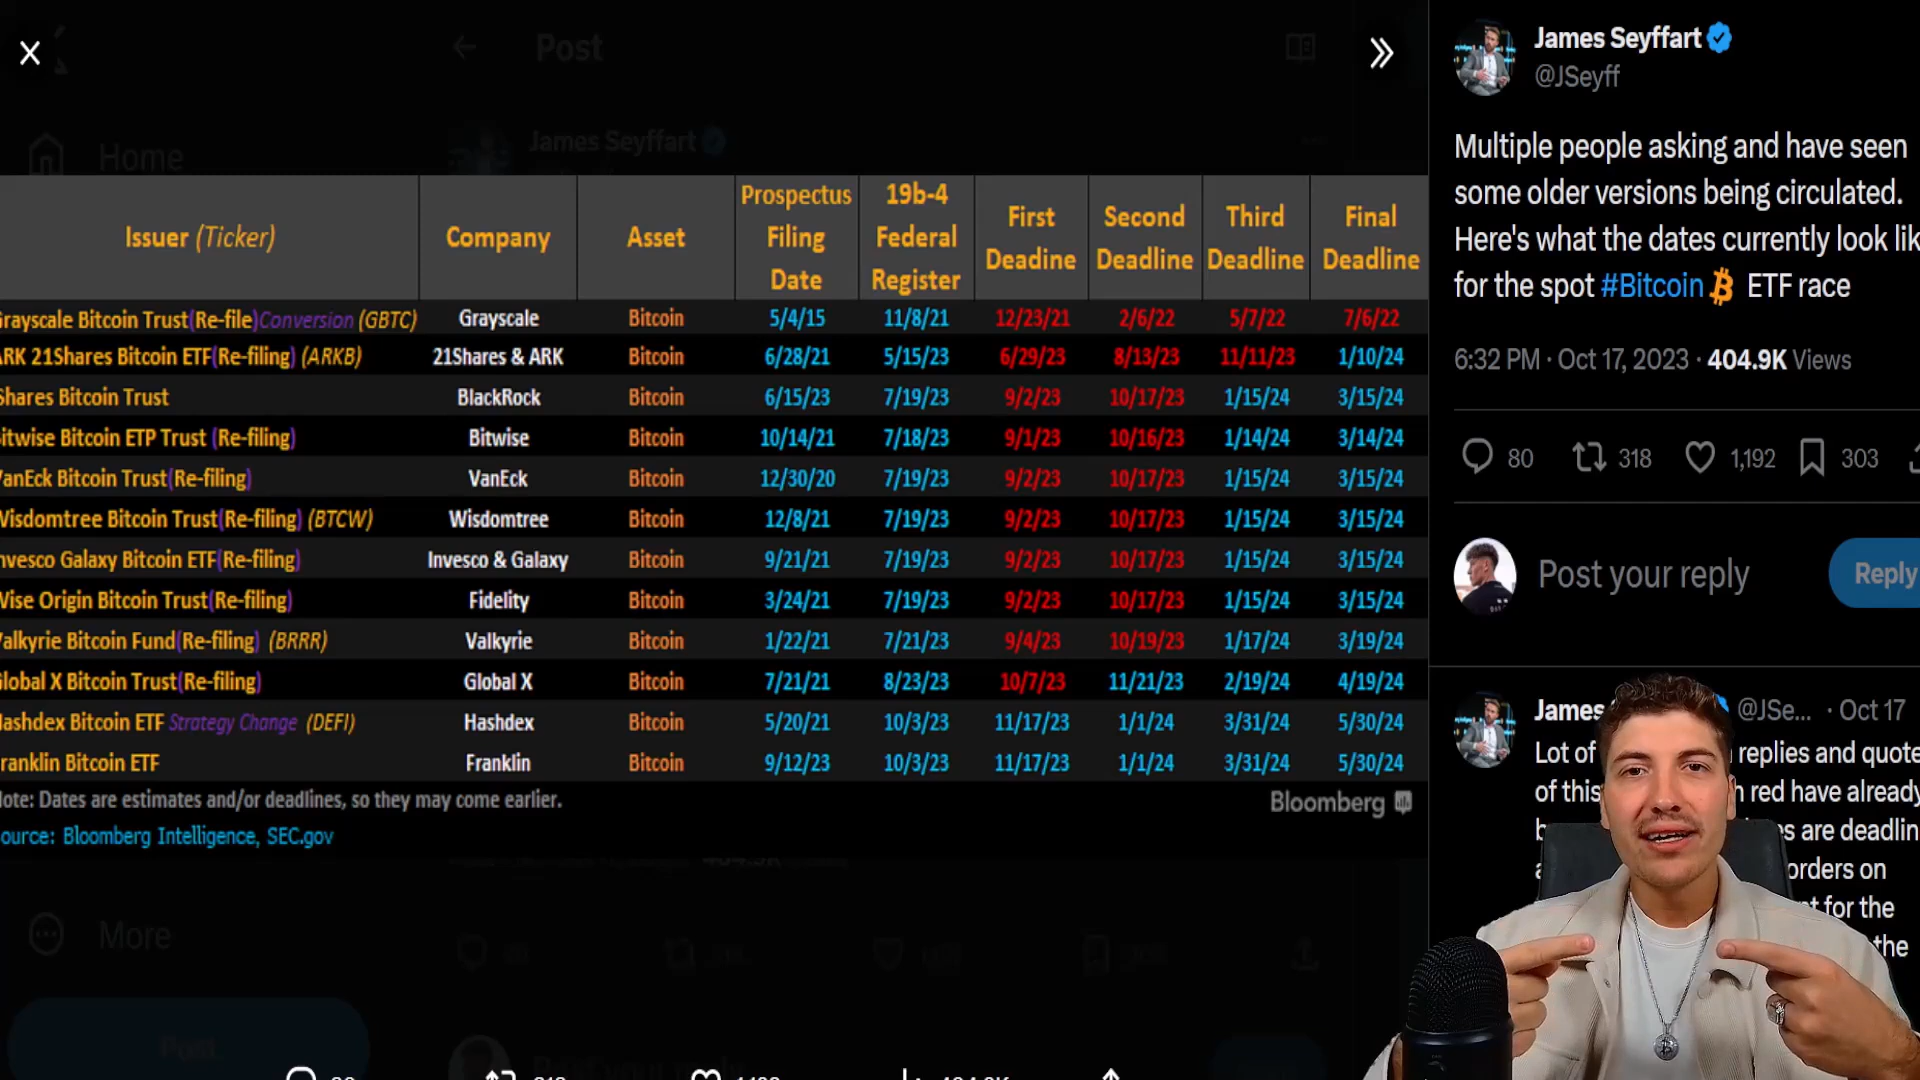 Post
Home
James Seyffart
Issuer (Ticker) Company Asset Prospectus Filing Date 19b-4 Federal Register First Deadine Second Deadline Third Deadline Final Deadline
Grayscale Bitcoin Trust(Re-file)Conversion (GBTC) Grayscale Bitcoin 5/4/15 11/8/21 12/23/21 2/6/22 5/7/22 7/6/22
ARK 21Shares Bitcoin ETF(Re-filing) (ARKB) 21Shares & ARK Bitcoin 6/28/21 5/15/23 6/29/23 8/13/23 11/11/23 1/10/24
Shares Bitcoin Trust BlackRock Bitcoin 6/15/23 7/19/23 9/2/23 10/17/23 1/15/24 3/15/24
Bitwise Bitcoin ETP Trust (Re-filing) Bitwise Bitcoin 10/14/21 7/18/23 9/1/23 10/16/23 1/14/24 3/14/24
VanEck Bitcoin Trust(Re-filing) VanEck Bitcoin 12/30/20 7/19/23 9/2/23 10/17/23 1/15/24 3/15/24
Wisdomtree Bitcoin Trust(Re-filing) (BTCW) Wisdomtree Bitcoin 12/8/21 7/19/23 9/2/23 10/17/23 1/15/24 3/15/24
Invesco Galaxy Bitcoin ETF(Re-filing) Invesco & Galaxy Bitcoin 9/21/21 7/19/23 9/2/23 10/17/23 1/15/24 3/15/24
Wise Origin Bitcoin Trust(Re-filing) Fidelity Bitcoin 3/24/21 7/19/23 9/2/23 10/17/23 1/15/24 3/15/24
Valkyrie Bitcoin Fund(Re-filing) (BRRR) Valkyrie Bitcoin 1/22/21 7/21/23 9/4/23 10/19/23 1/17/24 3/19/24
Global X Bitcoin Trust(Re-filing) Global X Bitcoin 7/21/21 8/23/23 10/7/23 11/21/23 2/19/24 4/19/24
Hashdex Bitcoin ETF Strategy Change (DEFI) Hashdex Bitcoin 5/20/21 10/3/23 11/17/23 1/1/24 3/31/24 5/30/24
Franklin Bitcoin ETF Franklin Bitcoin 9/12/23 10/3/23 11/17/23 1/1/24 3/31/24 5/30/24
Note: Dates are estimates and/or deadlines, so they may come earlier.
Bloomberg
Source: Bloomberg Intelligence, SEC.gov
More
Post
James Seyffart
@JSeyff
Multiple people asking and have seen
some older versions being circulated.
Here's what the dates currently look lik
for the spot #Bitcoin ETF race
6:32 PM · Oct 17, 2023 · 404.9K Views
80 318 1,192 303
Post your reply
Reply
James @JSe... · Oct 17
Lot of replies and quote
of this red have already
are deadlin
orders on
for the
the